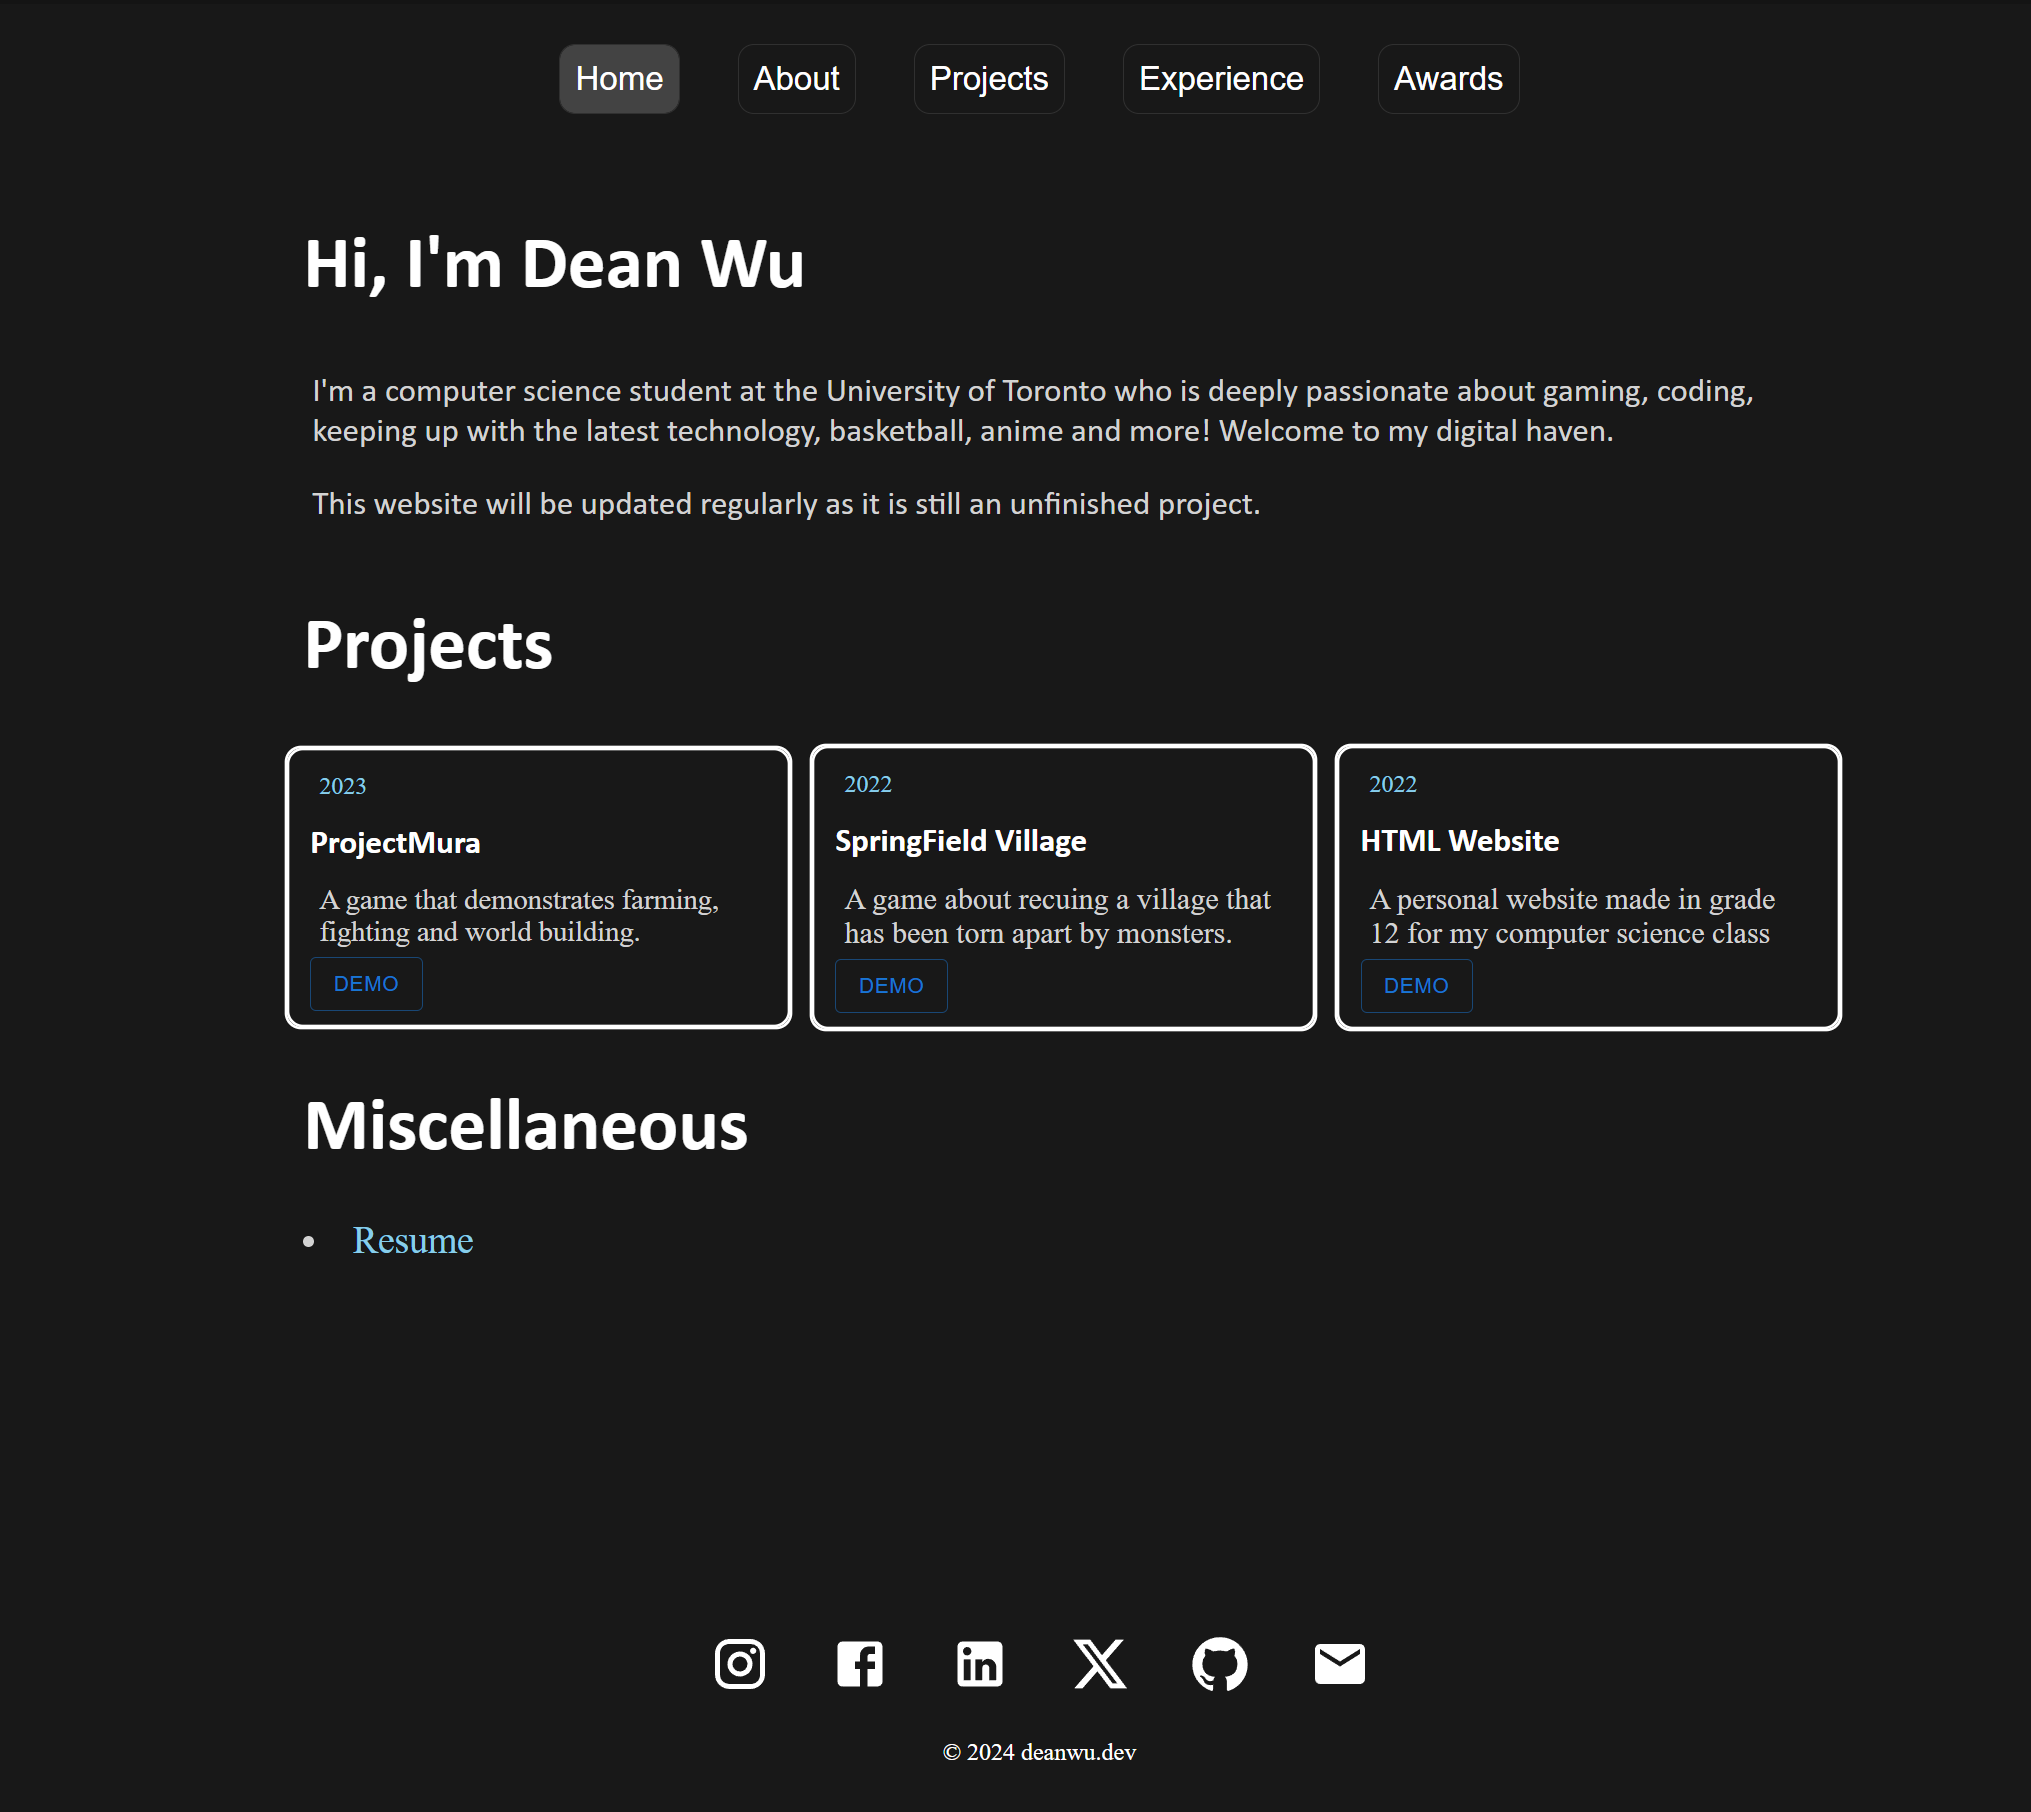 Home About Projects Experience Awards
Hi, I'm Dean Wu
I'm a computer science student at the University of Toronto who is deeply passionate about gaming, coding,
keeping up with the latest technology, basketball, anime and more! Welcome to my digital haven.
This website will be updated regularly as it is still an unfinished project.
Projects
2023
ProjectMura
A game that demonstrates farming,
fighting and world building.
DEMO
2022
SpringField Village
A game about recuing a village that
has been torn apart by monsters.
DEMO
2022
HTML Website
A personal website made in grade
12 for my computer science class
DEMO
Miscellaneous
• Resume
© 2024 deanwu.dev